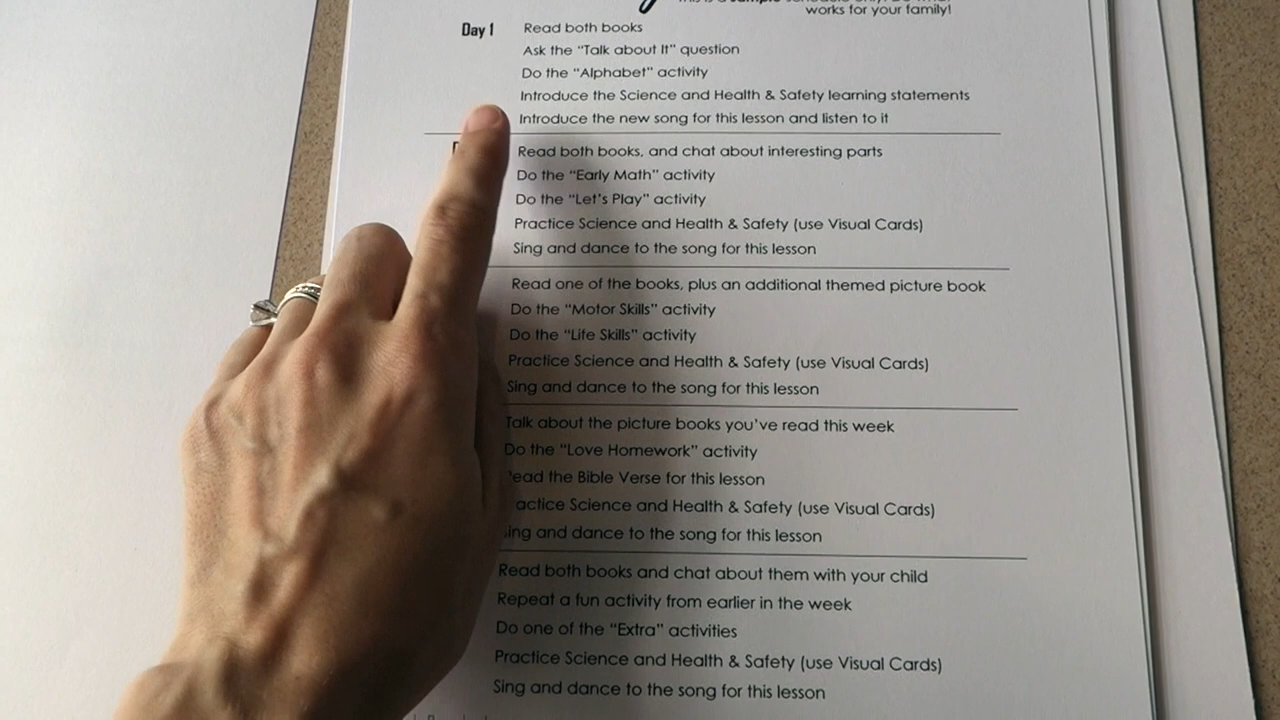 works for your family!
Day 1
Read both books
Ask the "Talk about It" question
Do the "Alphabet" activity
Introduce the Science and Health & Safety learning statements
Introduce the new song for this lesson and listen to it
Read both books, and chat about interesting parts
Do the "Early Math" activity
Do the "Let's Play" activity
Practice Science and Health & Safety (use Visual Cards)
Sing and dance to the song for this lesson
Read one of the books, plus an additional themed picture book
Do the "Motor Skills" activity
Do the "Life Skills" activity
Practice Science and Health & Safety (use Visual Cards)
Sing and dance to the song for this lesson
Talk about the picture books you've read this week
Do the "Love Homework" activity
ead the Bible Verse for this lesson
actice Science and Health & Safety (use Visual Cards)
ing and dance to the song for this lesson
Read both books and chat about them with your child
Repeat a fun activity from earlier in the week
Do one of the "Extra" activities
Practice Science and Health & Safety (use Visual Cards)
Sing and dance to the song for this lesson